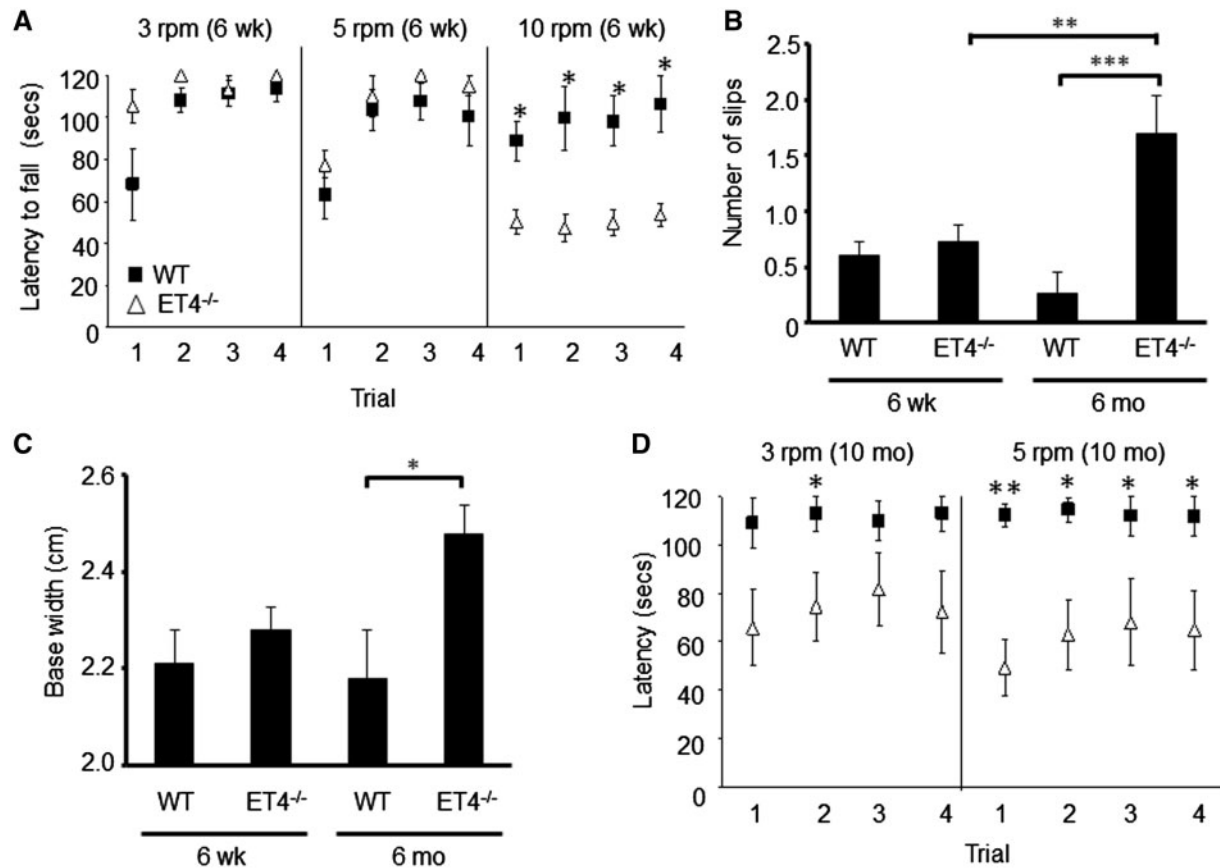 A
3 rpm (6 wk) 5 rpm (6 wk) 10 rpm (6 wk)
Latency to fall (secs)
120
100
80
60
40
20
0
* * * *
WT
ET4-/-
1 2 3 4 1 2 3 4 1 2 3 4
Trial
B
Number of slips
2.5
2.0
1.5
1.0
0.5
0
**
***
WT ET4-/- WT ET4-/-
6 wk 6 mo
C
Base width (cm)
2.6
2.4
2.2
2.0
*
WT ET4-/- WT ET4-/-
6 wk 6 mo
D
3 rpm (10 mo) 5 rpm (10 mo)
Latency (secs)
120
100
80
60
40
20
0
* ** * * *
1 2 3 4 1 2 3 4
Trial